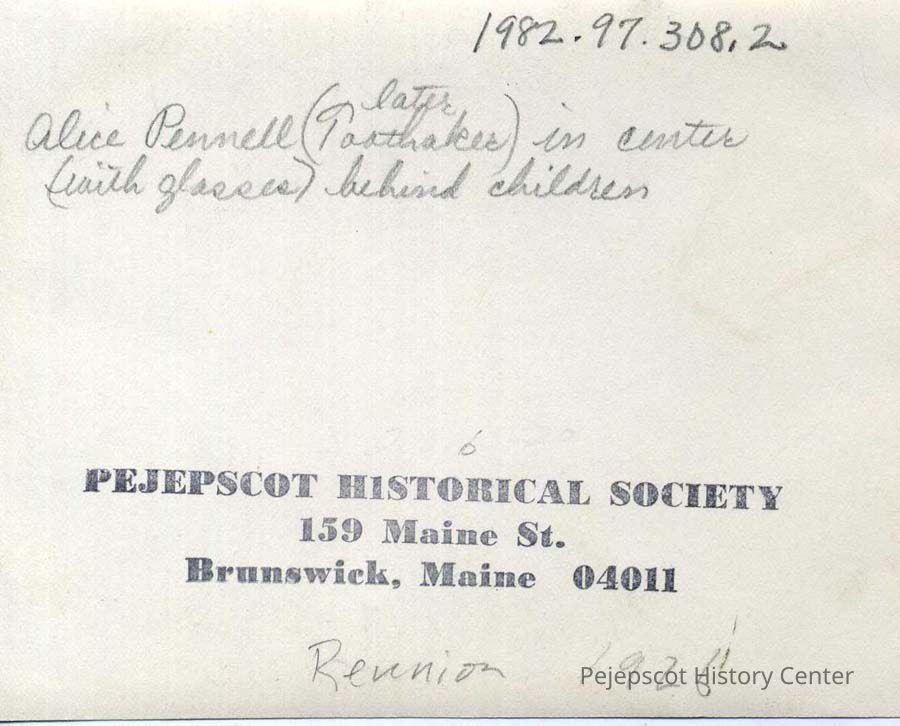 1982.97.308.2
Alice Pennell (later Toothaker) in center
(with glasses) behind children
6
PEJEPSCOT HISTORICAL SOCIETY
159 Maine St.
Brunswick, Maine 04011
Reunion
Pejepscot History Center